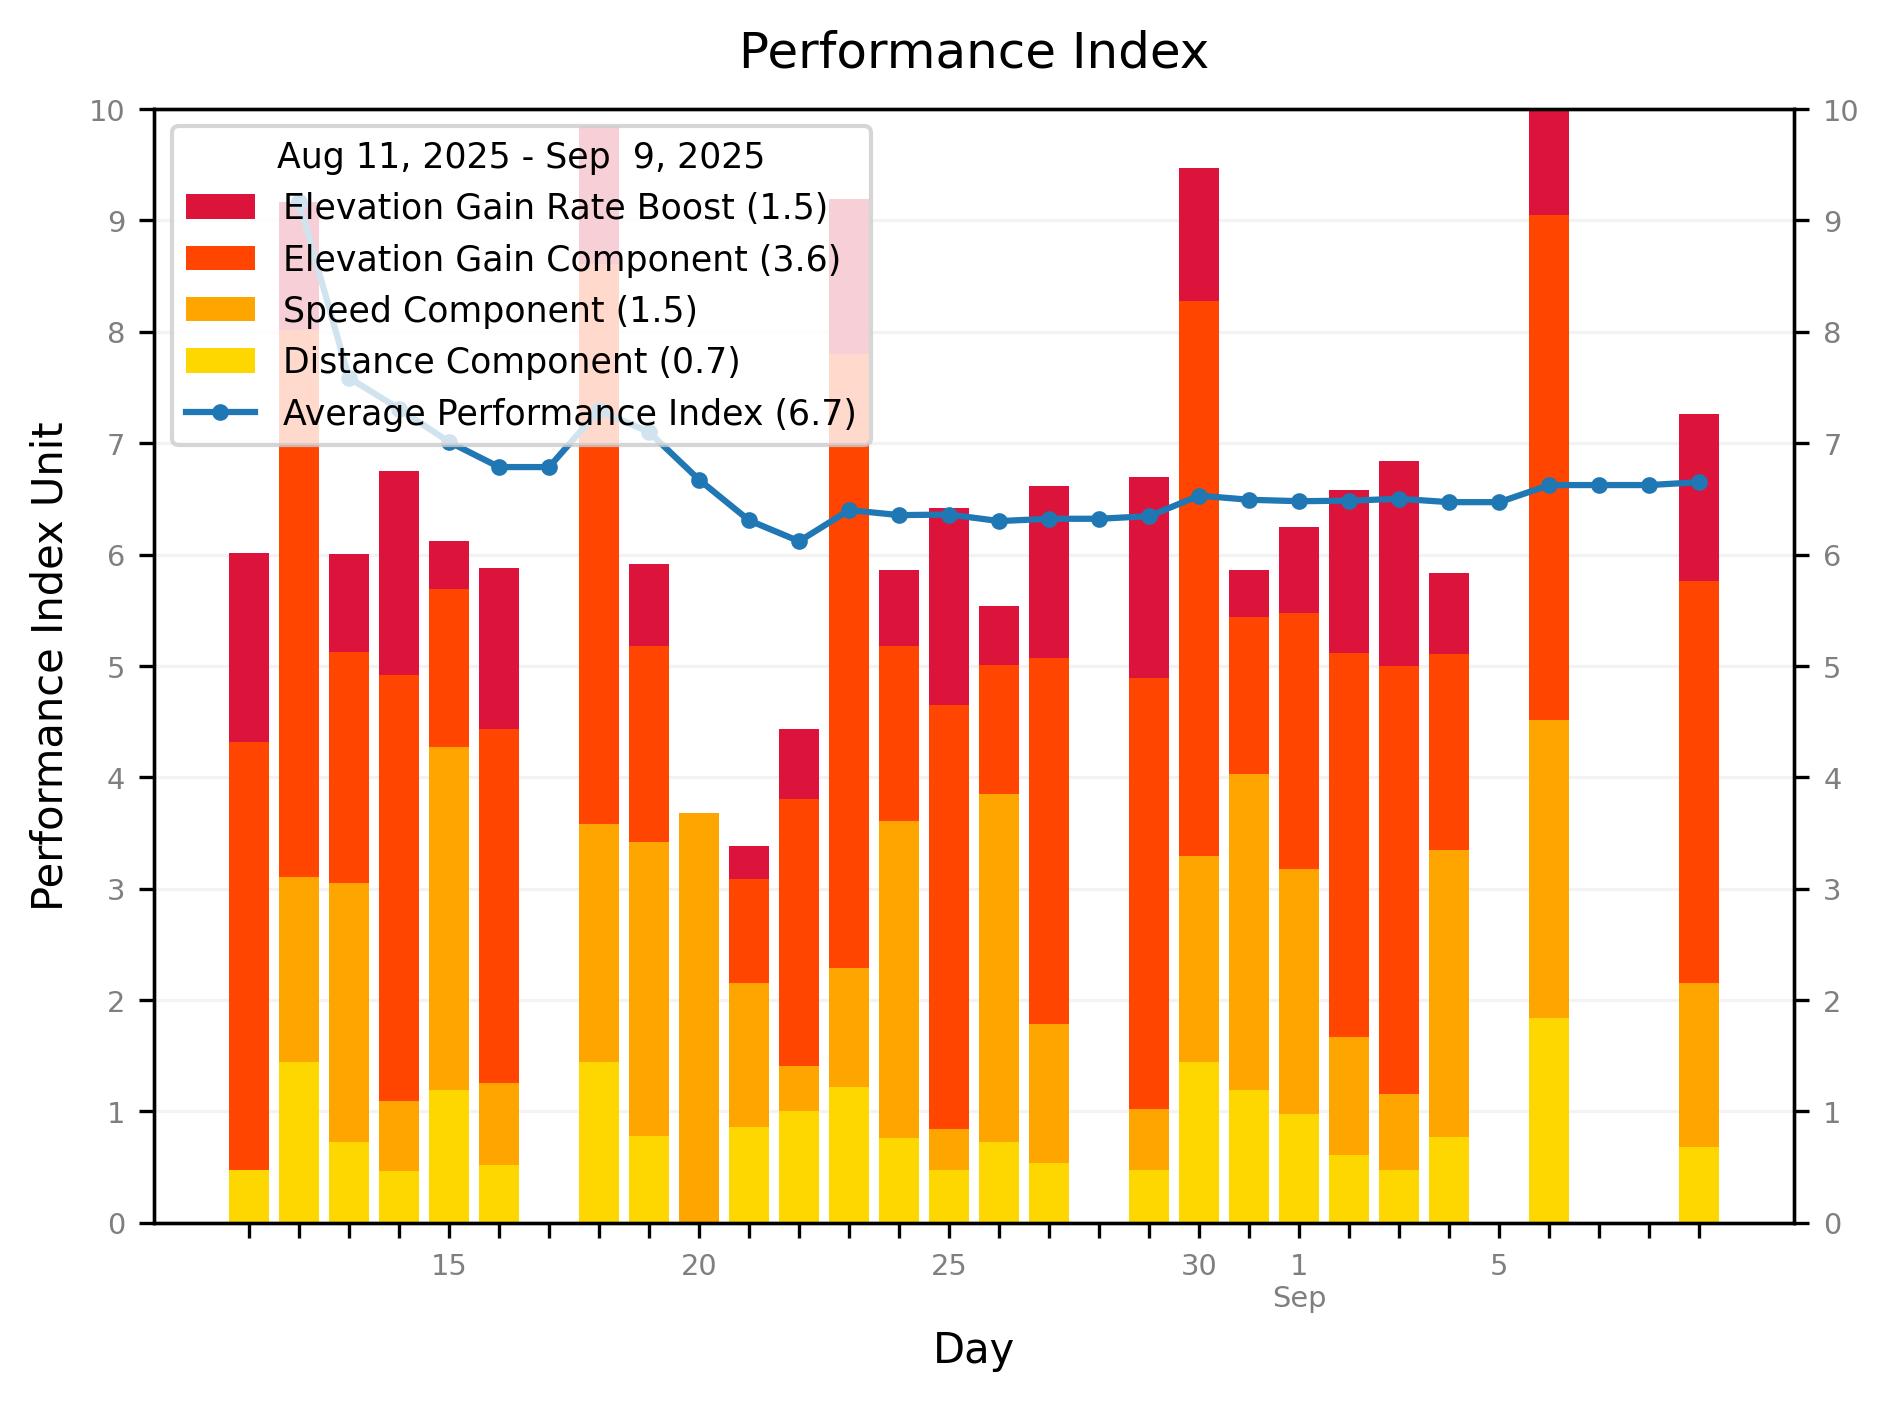 Performance Index
Aug 11, 2025 - Sep  9, 2025
Elevation Gain Rate Boost (1.5)
Elevation Gain Component (3.6)
Speed Component (1.5)
Distance Component (0.7)
Average Performance Index (6.7)
Performance Index Unit
10
9
8
7
6
5
4
3
2
1
0
10
9
8
7
6
5
4
3
2
1
0
15 20 25 30 1 5
Sep
Day